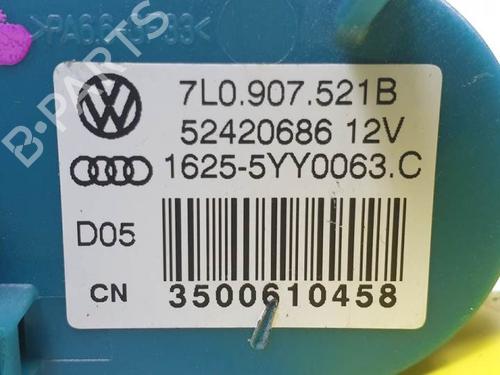 7L0.907.521B
52420686 12V
1625-5YY0063.C
D05
CN 3500610458
B-PARTS